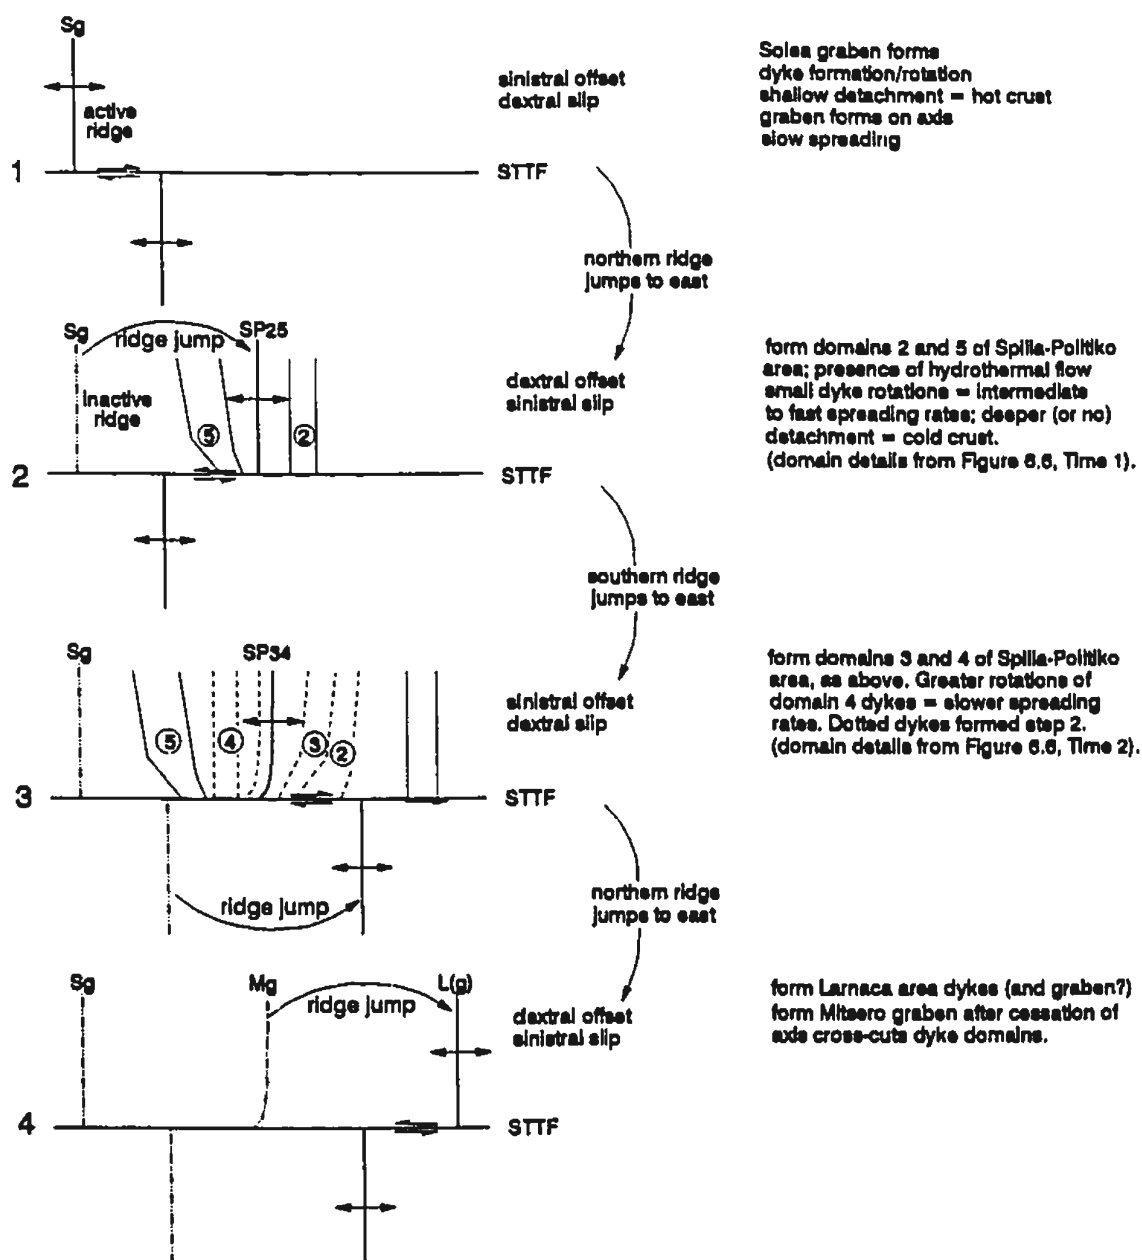 Sg
active
ridge
sinistral offset
dextral slip
Solea graben forms
dyke formation/rotation
shallow detachment = hot crust
graben forms on axis
slow spreading
1
STTF
northern ridge
jumps to east
Sg
ridge jump
SP25
inactive
ridge
5
2
dextral offset
sinistral slip
form domains 2 and 5 of Spilia-Politiko
area; presence of hydrothermal flow
small dyke rotations = intermediate
to fast spreading rates; deeper (or no)
detachment = cold crust.
(domain details from Figure 6.6, Time 1).
2
STTF
southern ridge
jumps to east
Sg
SP34
5
4
3
2
sinistral offset
dextral slip
form domains 3 and 4 of Spilia-Politiko
area, as above. Greater rotations of
domain 4 dykes = slower spreading
rates. Dotted dykes formed step 2.
(domain details from Figure 6.6, Time 2).
3
STTF
ridge jump
northern ridge
jumps to east
Sg
Mg
ridge jump
L(g)
dextral offset
sinistral slip
form Larnaca area dykes (and graben?)
form Mitsero graben after cessation of
axis cross-cuts dyke domains.
4
STTF